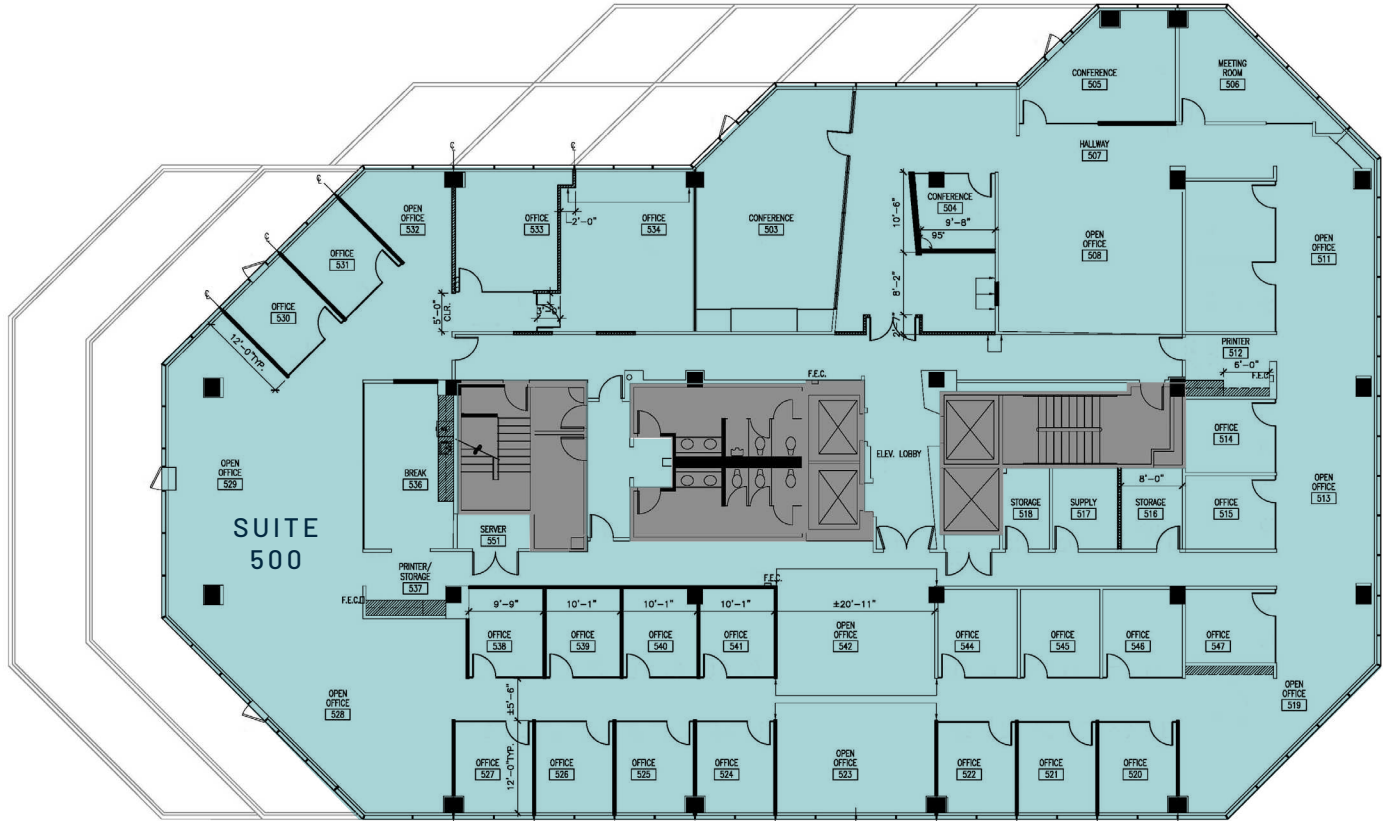 CONFERENCE
505
MEETING
ROOM
506
HALLWAY
507
℄
℄
℄
℄
℄
OPEN
OFFICE
532
OFFICE
533
2'-0"
OFFICE
534
CONFERENCE
503
10'-6"
CONFERENCE
504
9'-8"
95°
OPEN
OFFICE
508
OPEN
OFFICE
511
OFFICE
531
OFFICE
530
12'-0"TYP.
5'-0"
CLR.
8'-2"
PRINTER
512
6'-0"
F.E.C.
F.E.C.
OFFICE
514
OPEN
OFFICE
529
BREAK
536
ELEV. LOBBY
8'-0"
OPEN
OFFICE
513
STORAGE
518
SUPPLY
517
STORAGE
516
OFFICE
515
SUITE
500
SERVER
551
PRINTER/
STORAGE
537
F.E.C.
F.E.C.
9'-9"
10'-1"
10'-1"
10'-1"
±20'-11"
OFFICE
538
OFFICE
539
OFFICE
540
OFFICE
541
OPEN
OFFICE
542
OFFICE
544
OFFICE
545
OFFICE
546
OFFICE
547
OPEN
OFFICE
528
±5'-6"
OPEN
OFFICE
519
12'-0"TYP.
OFFICE
527
OFFICE
526
OFFICE
525
OFFICE
524
OPEN
OFFICE
523
OFFICE
522
OFFICE
521
OFFICE
520